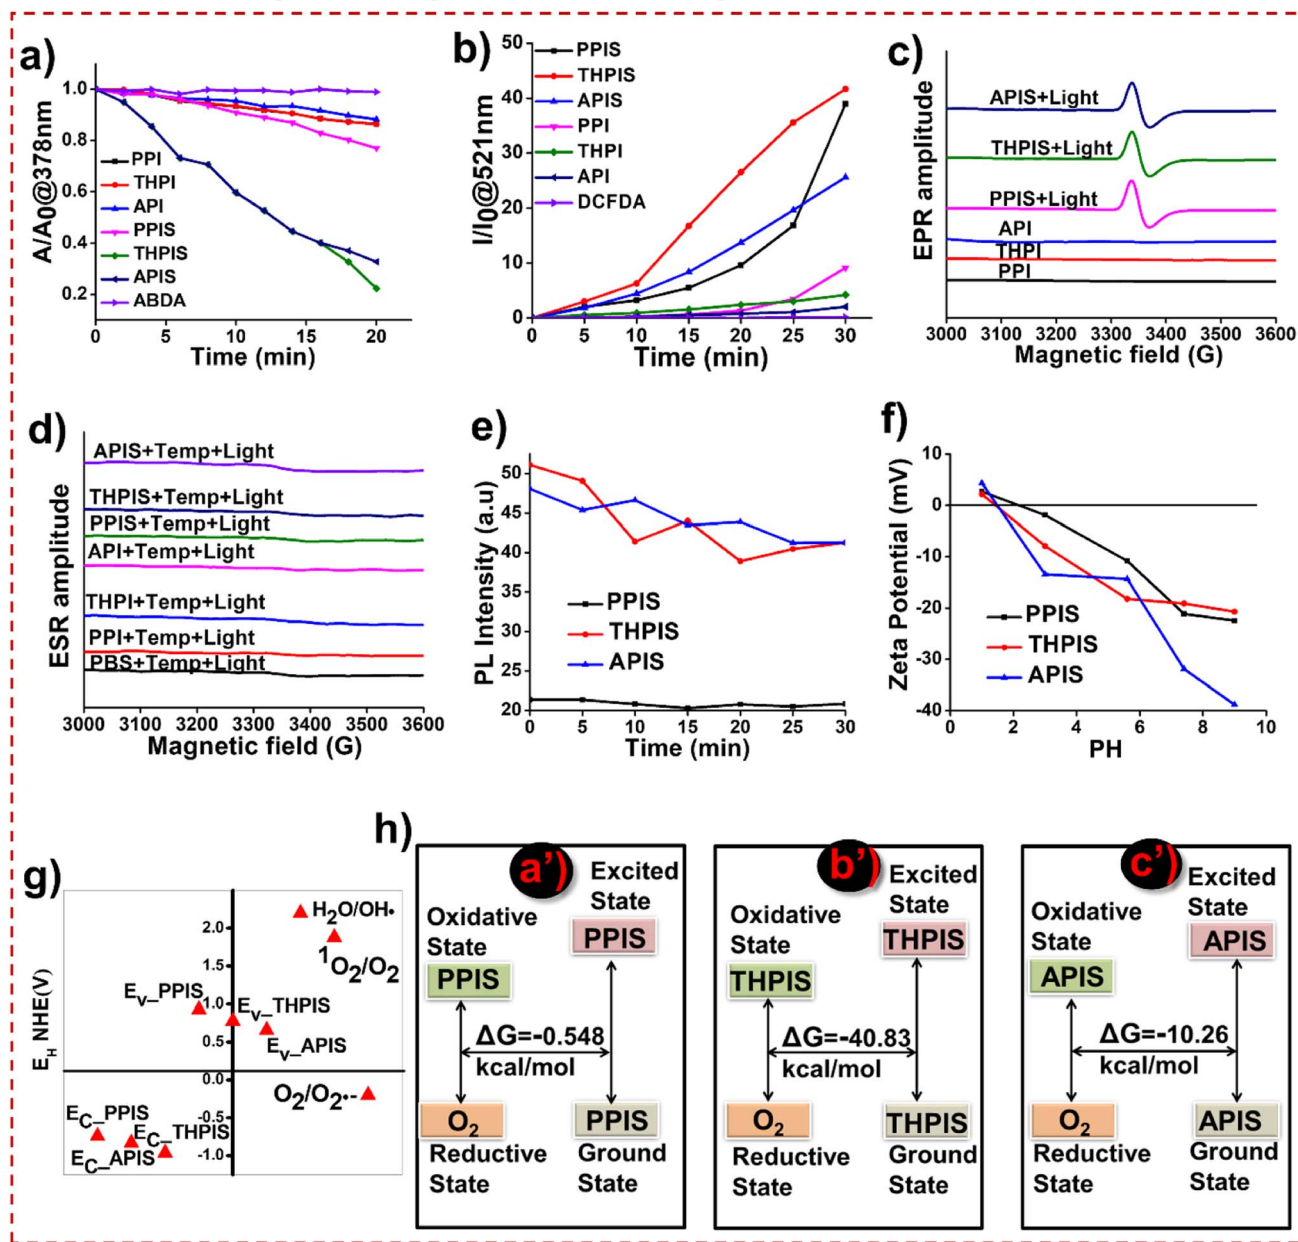 a)
A/A0@378nm
1.0
0.8
0.6
0.4
0.2
PPI
THPI
API
PPIS
THPIS
APIS
ABDA
0 5 10 15 20
Time (min)
b)
I/I0@521nm
50
40
30
20
10
0
PPIS
THPIS
APIS
PPI
THPI
API
DCFDA
0 5 10 15 20 25 30
Time (min)
c)
EPR amplitude
APIS+Light
THPIS+Light
PPIS+Light
API
THPI
PPI
3000 3100 3200 3300 3400 3500 3600
Magnetic field (G)
d)
ESR amplitude
APIS+Temp+Light
THPIS+Temp+Light
PPIS+Temp+Light
API+Temp+Light
THPI+Temp+Light
PPI+Temp+Light
PBS+Temp+Light
3000 3100 3200 3300 3400 3500 3600
Magnetic field (G)
e)
PL Intensity (a.u)
50
45
40
35
30
25
20
PPIS
THPIS
APIS
0 5 10 15 20 25 30
Time (min)
f)
Zeta Potential (mV)
10
0
-10
-20
-30
-40
PPIS
THPIS
APIS
0 2 4 6 8 10
PH
g)
E_H NHE(V)
2.0
1.5
1.0
0.5
0.0
-0.5
-1.0
H2O/OH•
1O2/O2
Ev_PPIS
Ev_THPIS
Ev_APIS
O2/O2•-
EC_PPIS
EC_THPIS
EC_APIS
h)
a')
Oxidative
State
Excited
State
PPIS
PPIS
ΔG=-0.548
kcal/mol
O2
PPIS
Reductive
State
Ground
State
b')
Oxidative
State
Excited
State
THPIS
THPIS
ΔG=-40.83
kcal/mol
O2
THPIS
Reductive
State
Ground
State
c')
Oxidative
State
Excited
State
APIS
APIS
ΔG=-10.26
kcal/mol
O2
APIS
Reductive
State
Ground
State